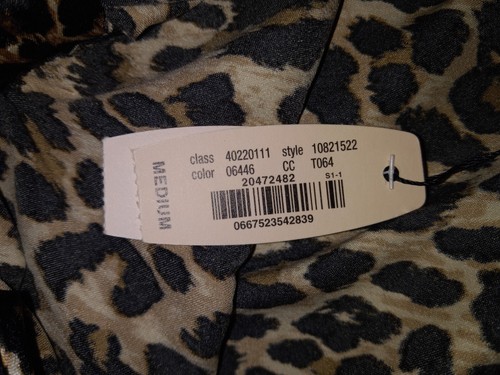 MEDIUM
class 40220111 style 10821522
color 06446 CC T064
20472482 S1-1
0667523542839